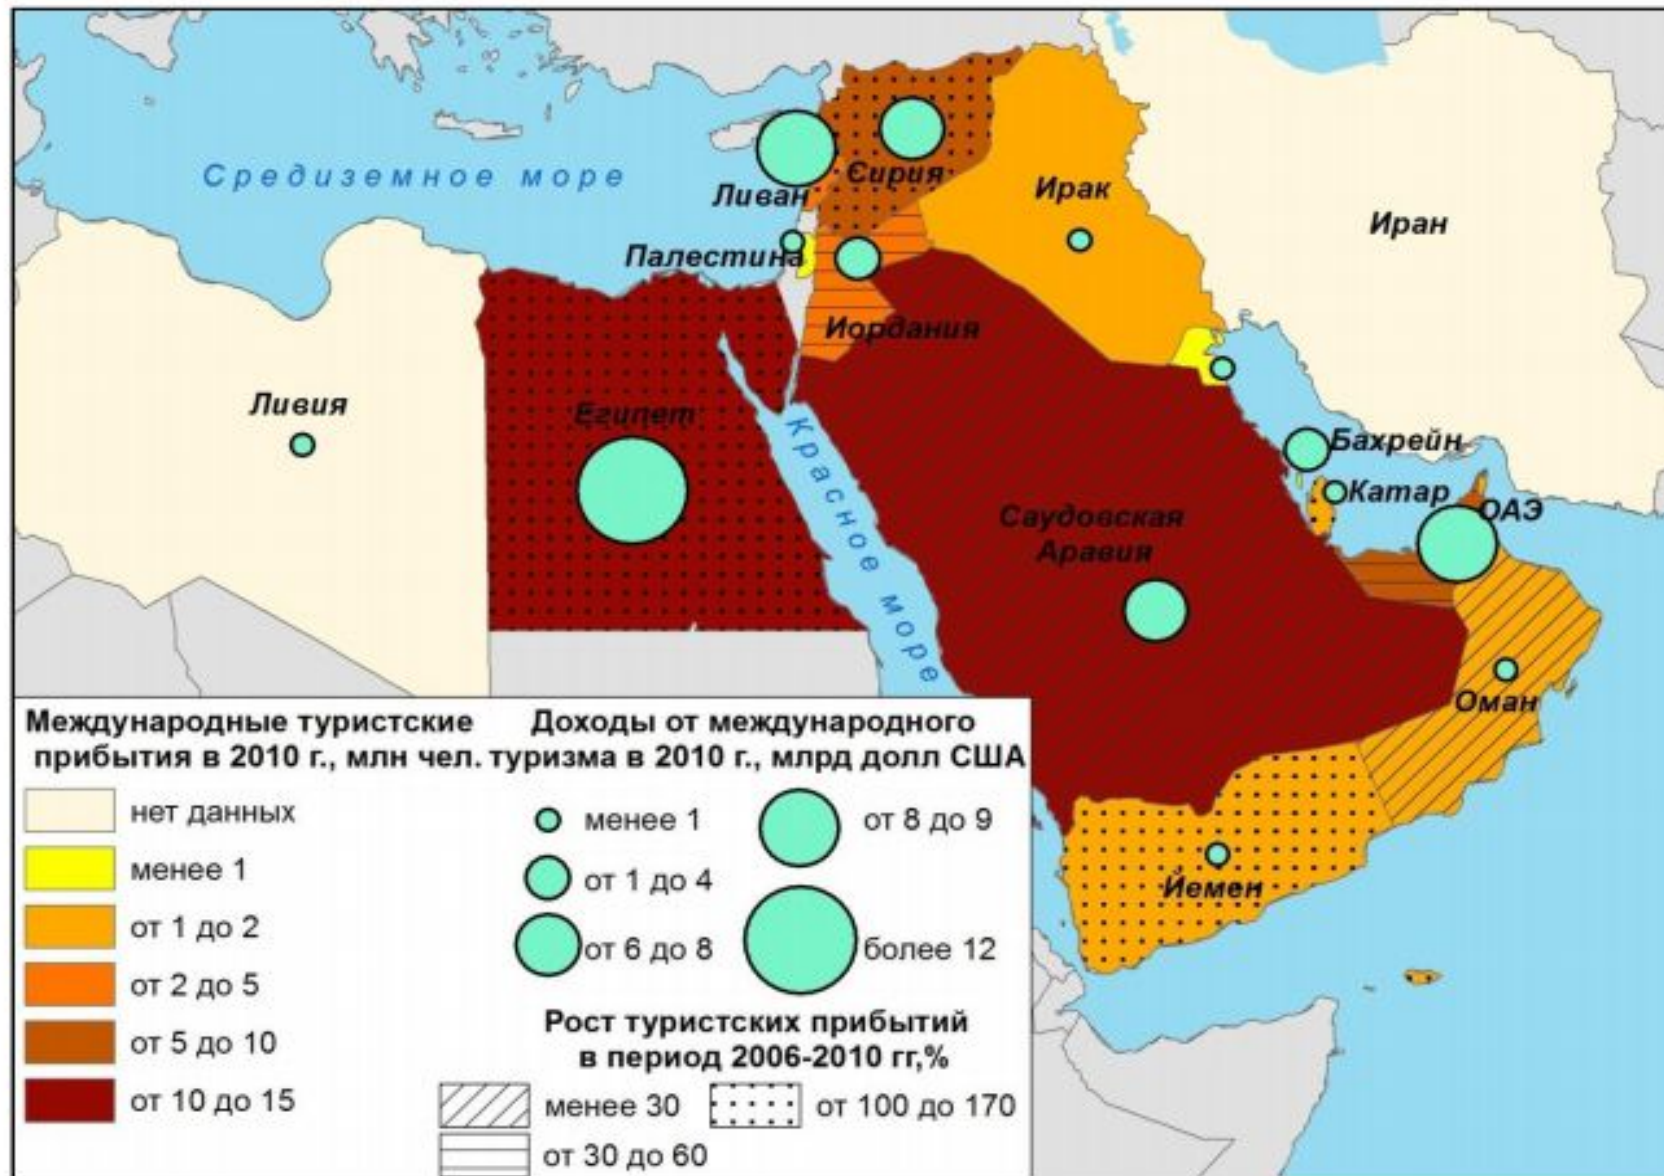 Средиземное море
Ливан
Сирия
Ирак
Иран
Палестина
Иордания
Ливия
Египет
Красное море
Бахрейн
Катар
ОАЭ
Саудовская
Аравия
Оман
Йемен
Международные туристские
прибытия в 2010 г., млн чел.
нет данных
менее 1
от 1 до 2
от 2 до 5
от 5 до 10
от 10 до 15
Доходы от международного
туризма в 2010 г., млрд долл США
менее 1
от 1 до 4
от 6 до 8
от 8 до 9
более 12
Рост туристских прибытий
в период 2006-2010 гг,%
менее 30
от 30 до 60
от 100 до 170